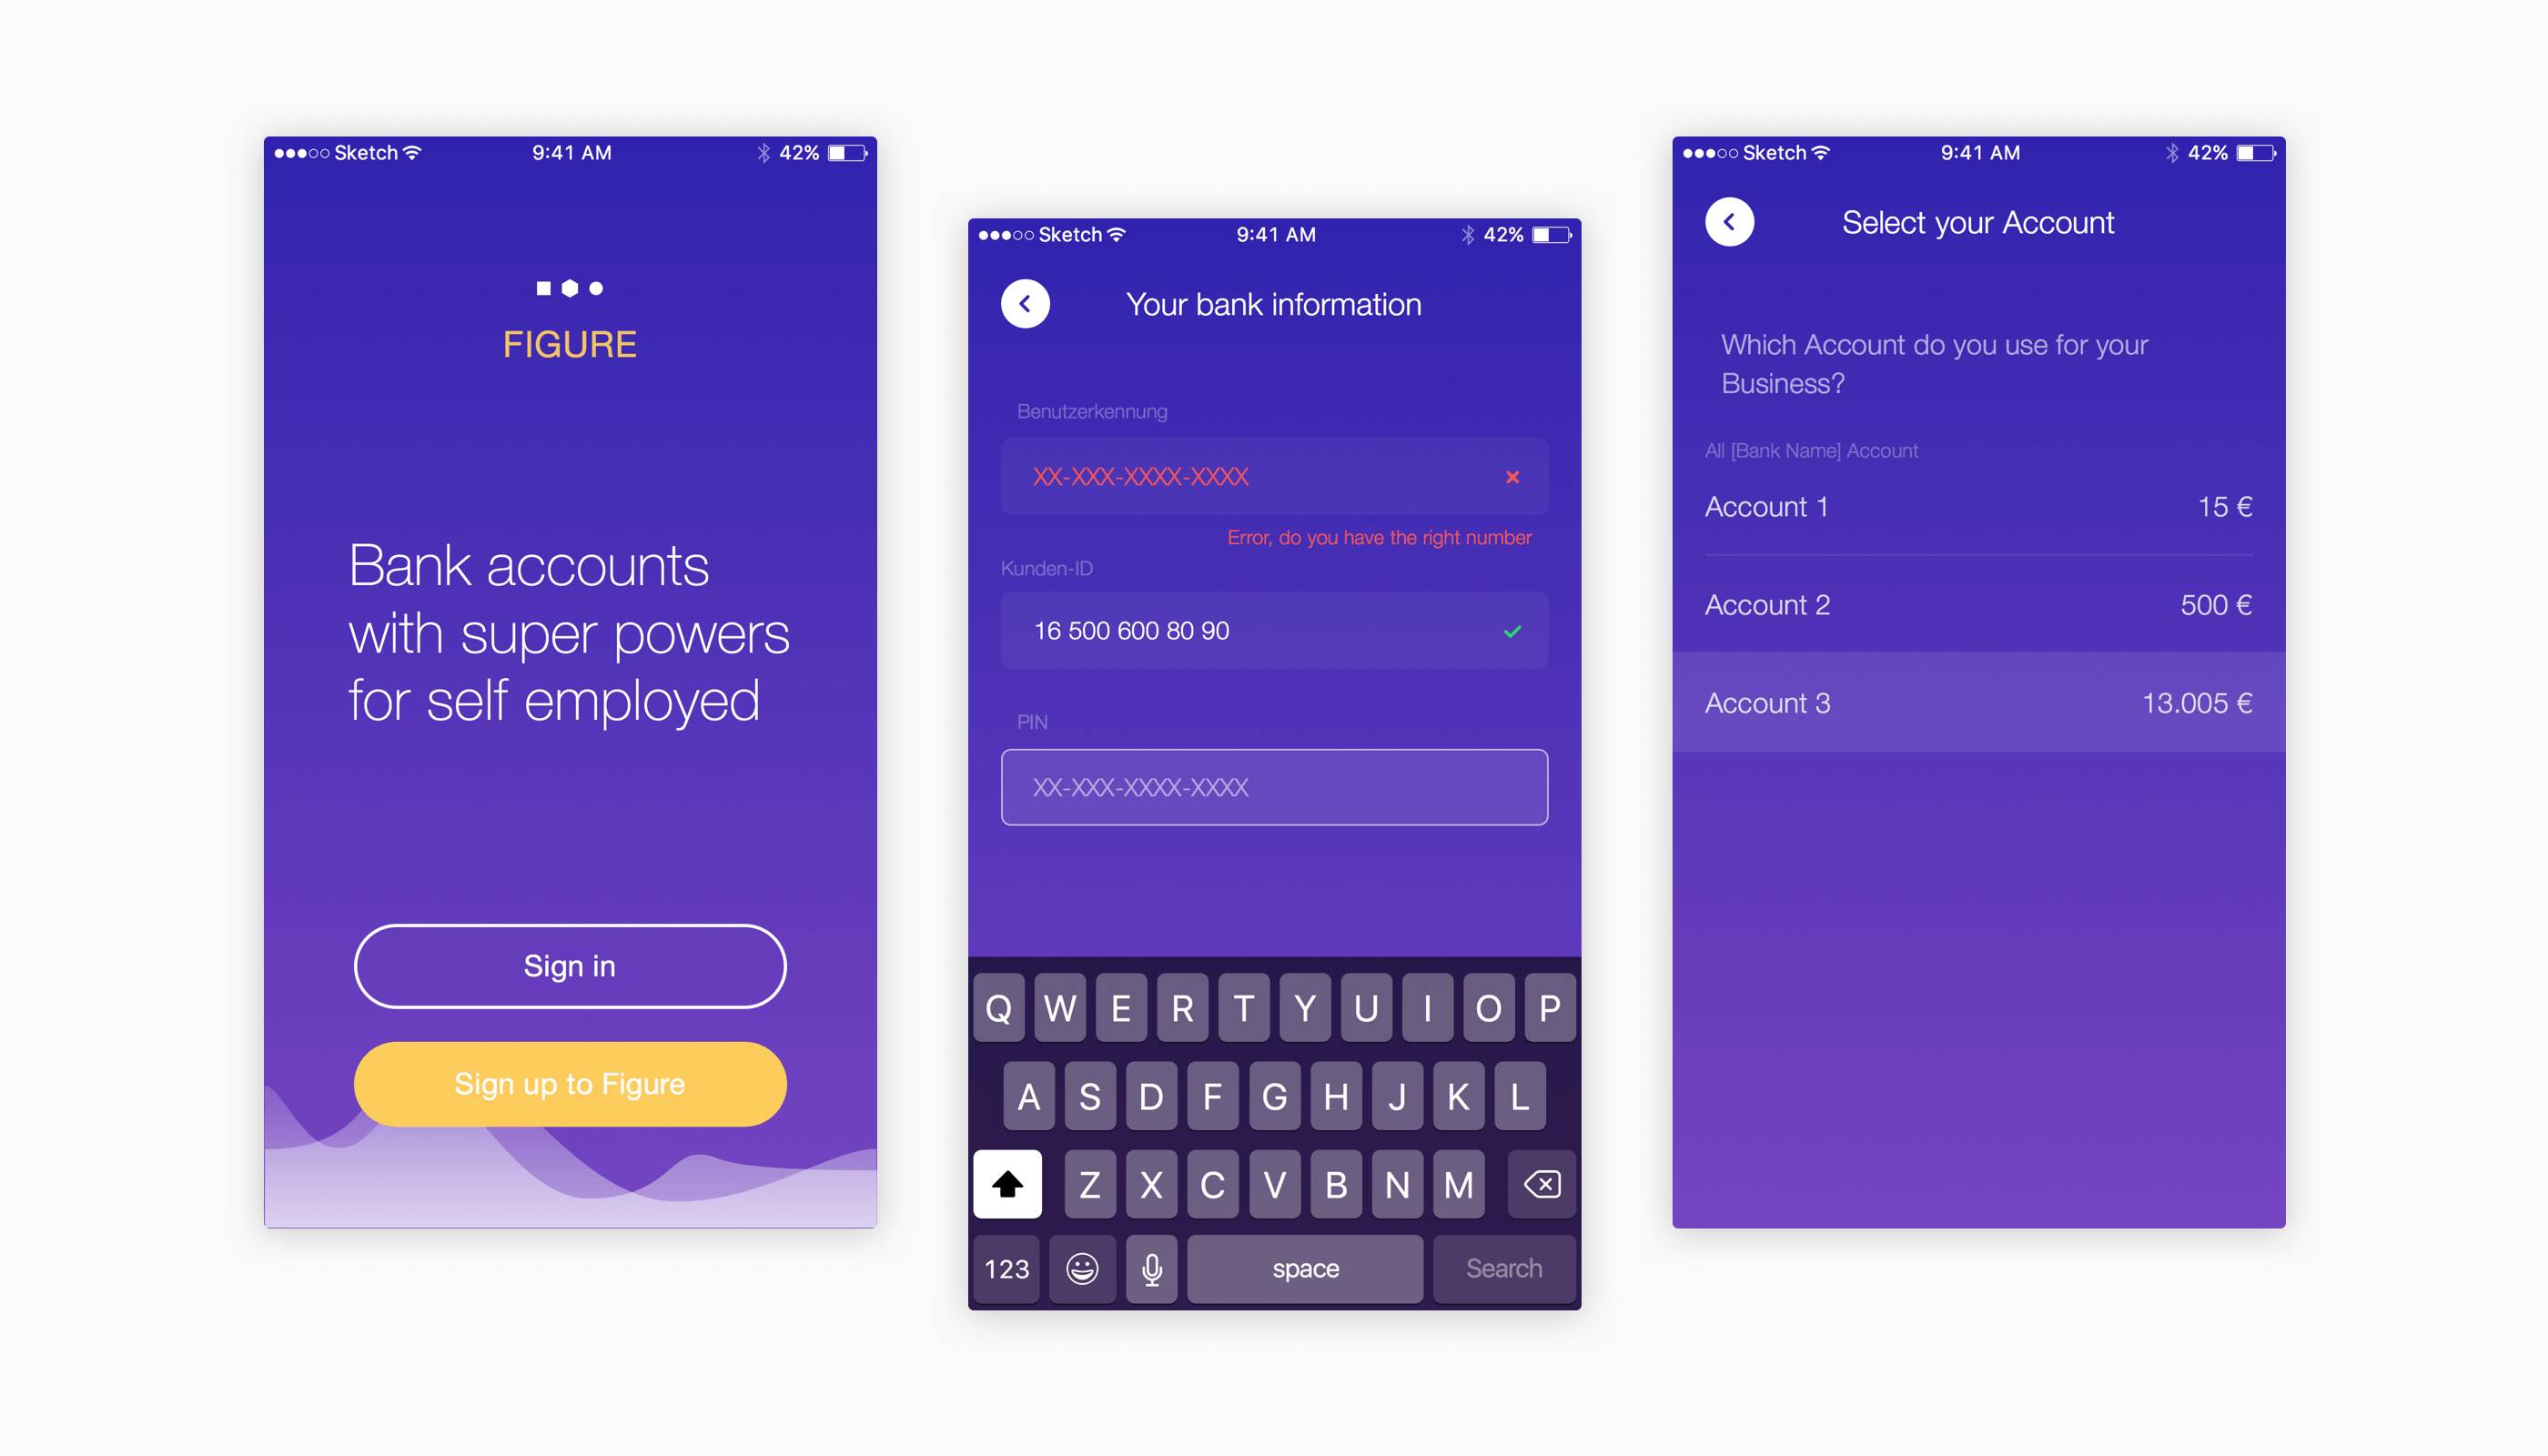 Sketch 9:41 AM 42%
FIGURE
Bank accounts
with super powers
for self employed
Sign in
Sign up to Figure
Sketch 9:41 AM 42%
Your bank information
Benutzerkennung
XX-XXX-XXXX-XXXX
Error, do you have the right number
Kunden-ID
16 500 600 80 90
PIN
XX-XXX-XXXX-XXXX
Q W E R T Y U I O P
A S D F G H J K L
Z X C V B N M
123 space Search
Sketch 9:41 AM 42%
Select your Account
Which Account do you use for your
Business?
All [Bank Name] Account
Account 1 15 €
Account 2 500 €
Account 3 13.005 €